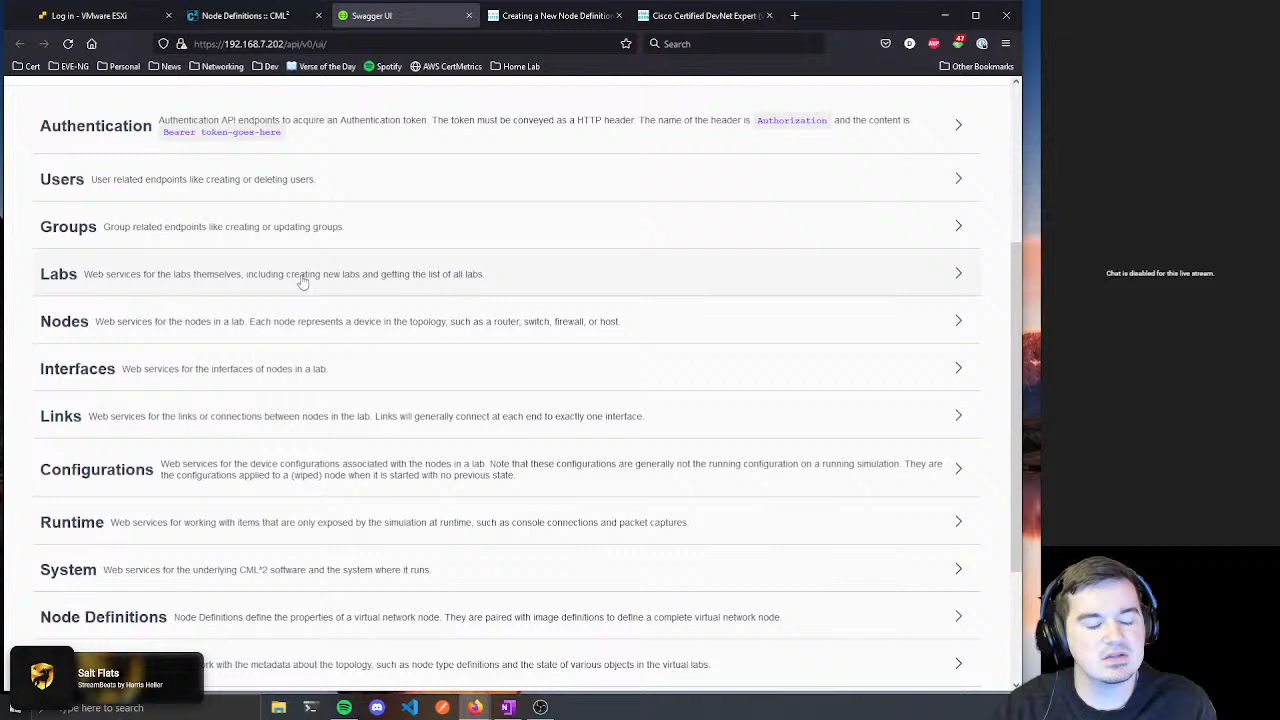 Log in - VMware ESXi
Node Definitions :: CML²
Swagger UI
Creating a New Node Definition
Cisco Certified DevNet Expert (
https://192.168.7.202/api/v0/ui/
Search
47
Cert
EVE-NG
Personal
News
Networking
Dev
Verse of the Day
Spotify
AWS CertMetrics
Home Lab
Other Bookmarks
Authentication
Authentication API endpoints to acquire an Authentication token. The token must be conveyed as a HTTP header. The name of the header is Authorization and the content is
Bearer token-goes-here
Users User related endpoints like creating or deleting users.
Groups Group related endpoints like creating or updating groups.
Labs Web services for the labs themselves, including creating new labs and getting the list of all labs.
Nodes Web services for the nodes in a lab. Each node represents a device in the topology, such as a router, switch, firewall, or host.
Interfaces Web services for the interfaces of nodes in a lab.
Links Web services for the links or connections between nodes in the lab. Links will generally connect at each end to exactly one interface.
Configurations
Web services for the device configurations associated with the nodes in a lab. Note that these configurations are generally not the running configuration on a running simulation. They are
the configurations applied to a (wiped) node when it is started with no previous state.
Runtime Web services for working with items that are only exposed by the simulation at runtime, such as console connections and packet captures.
System Web services for the underlying CML^2 software and the system where it runs.
Node Definitions Node Definitions define the properties of a virtual network node. They are paired with image definitions to define a complete virtual network node.
with the metadata about the topology, such as node type definitions and the state of various objects in the virtual labs.
Salt Flats
StreamBeats by Harris Heller
here to search
Chat is disabled for this live stream.